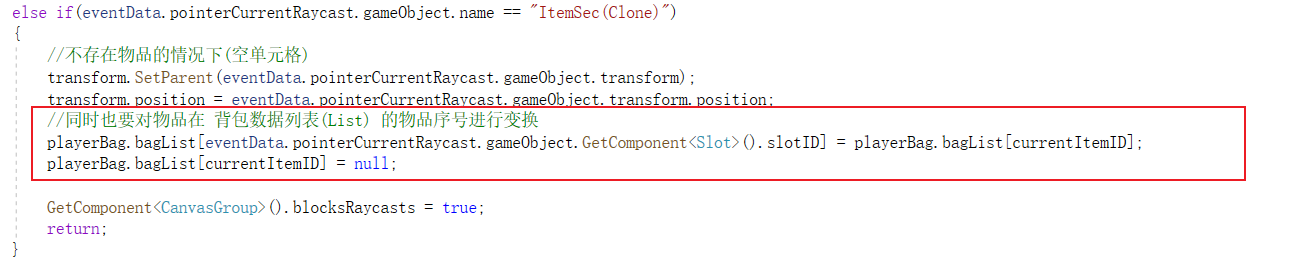 else if(eventData.pointerCurrentRaycast.gameObject.name == "ItemSec(Clone)")
{
//不存在物品的情况下(空单元格)
transform.SetParent(eventData.pointerCurrentRaycast.gameObject.transform);
transform.position = eventData.pointerCurrentRaycast.gameObject.transform.position;
//同时也要对物品在 背包数据列表(List) 的物品序号进行变换
playerBag.bagList[eventData.pointerCurrentRaycast.gameObject.GetComponent<Slot>().slotID] = playerBag.bagList[currentItemID];
playerBag.bagList[currentItemID] = null;
GetComponent<CanvasGroup>().blocksRaycasts = true;
return;
}